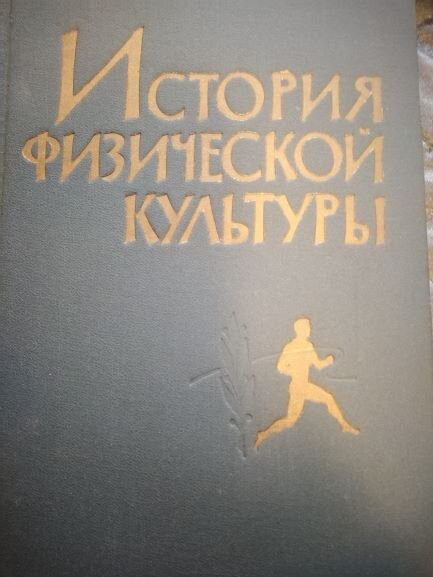 История
физической
культуры